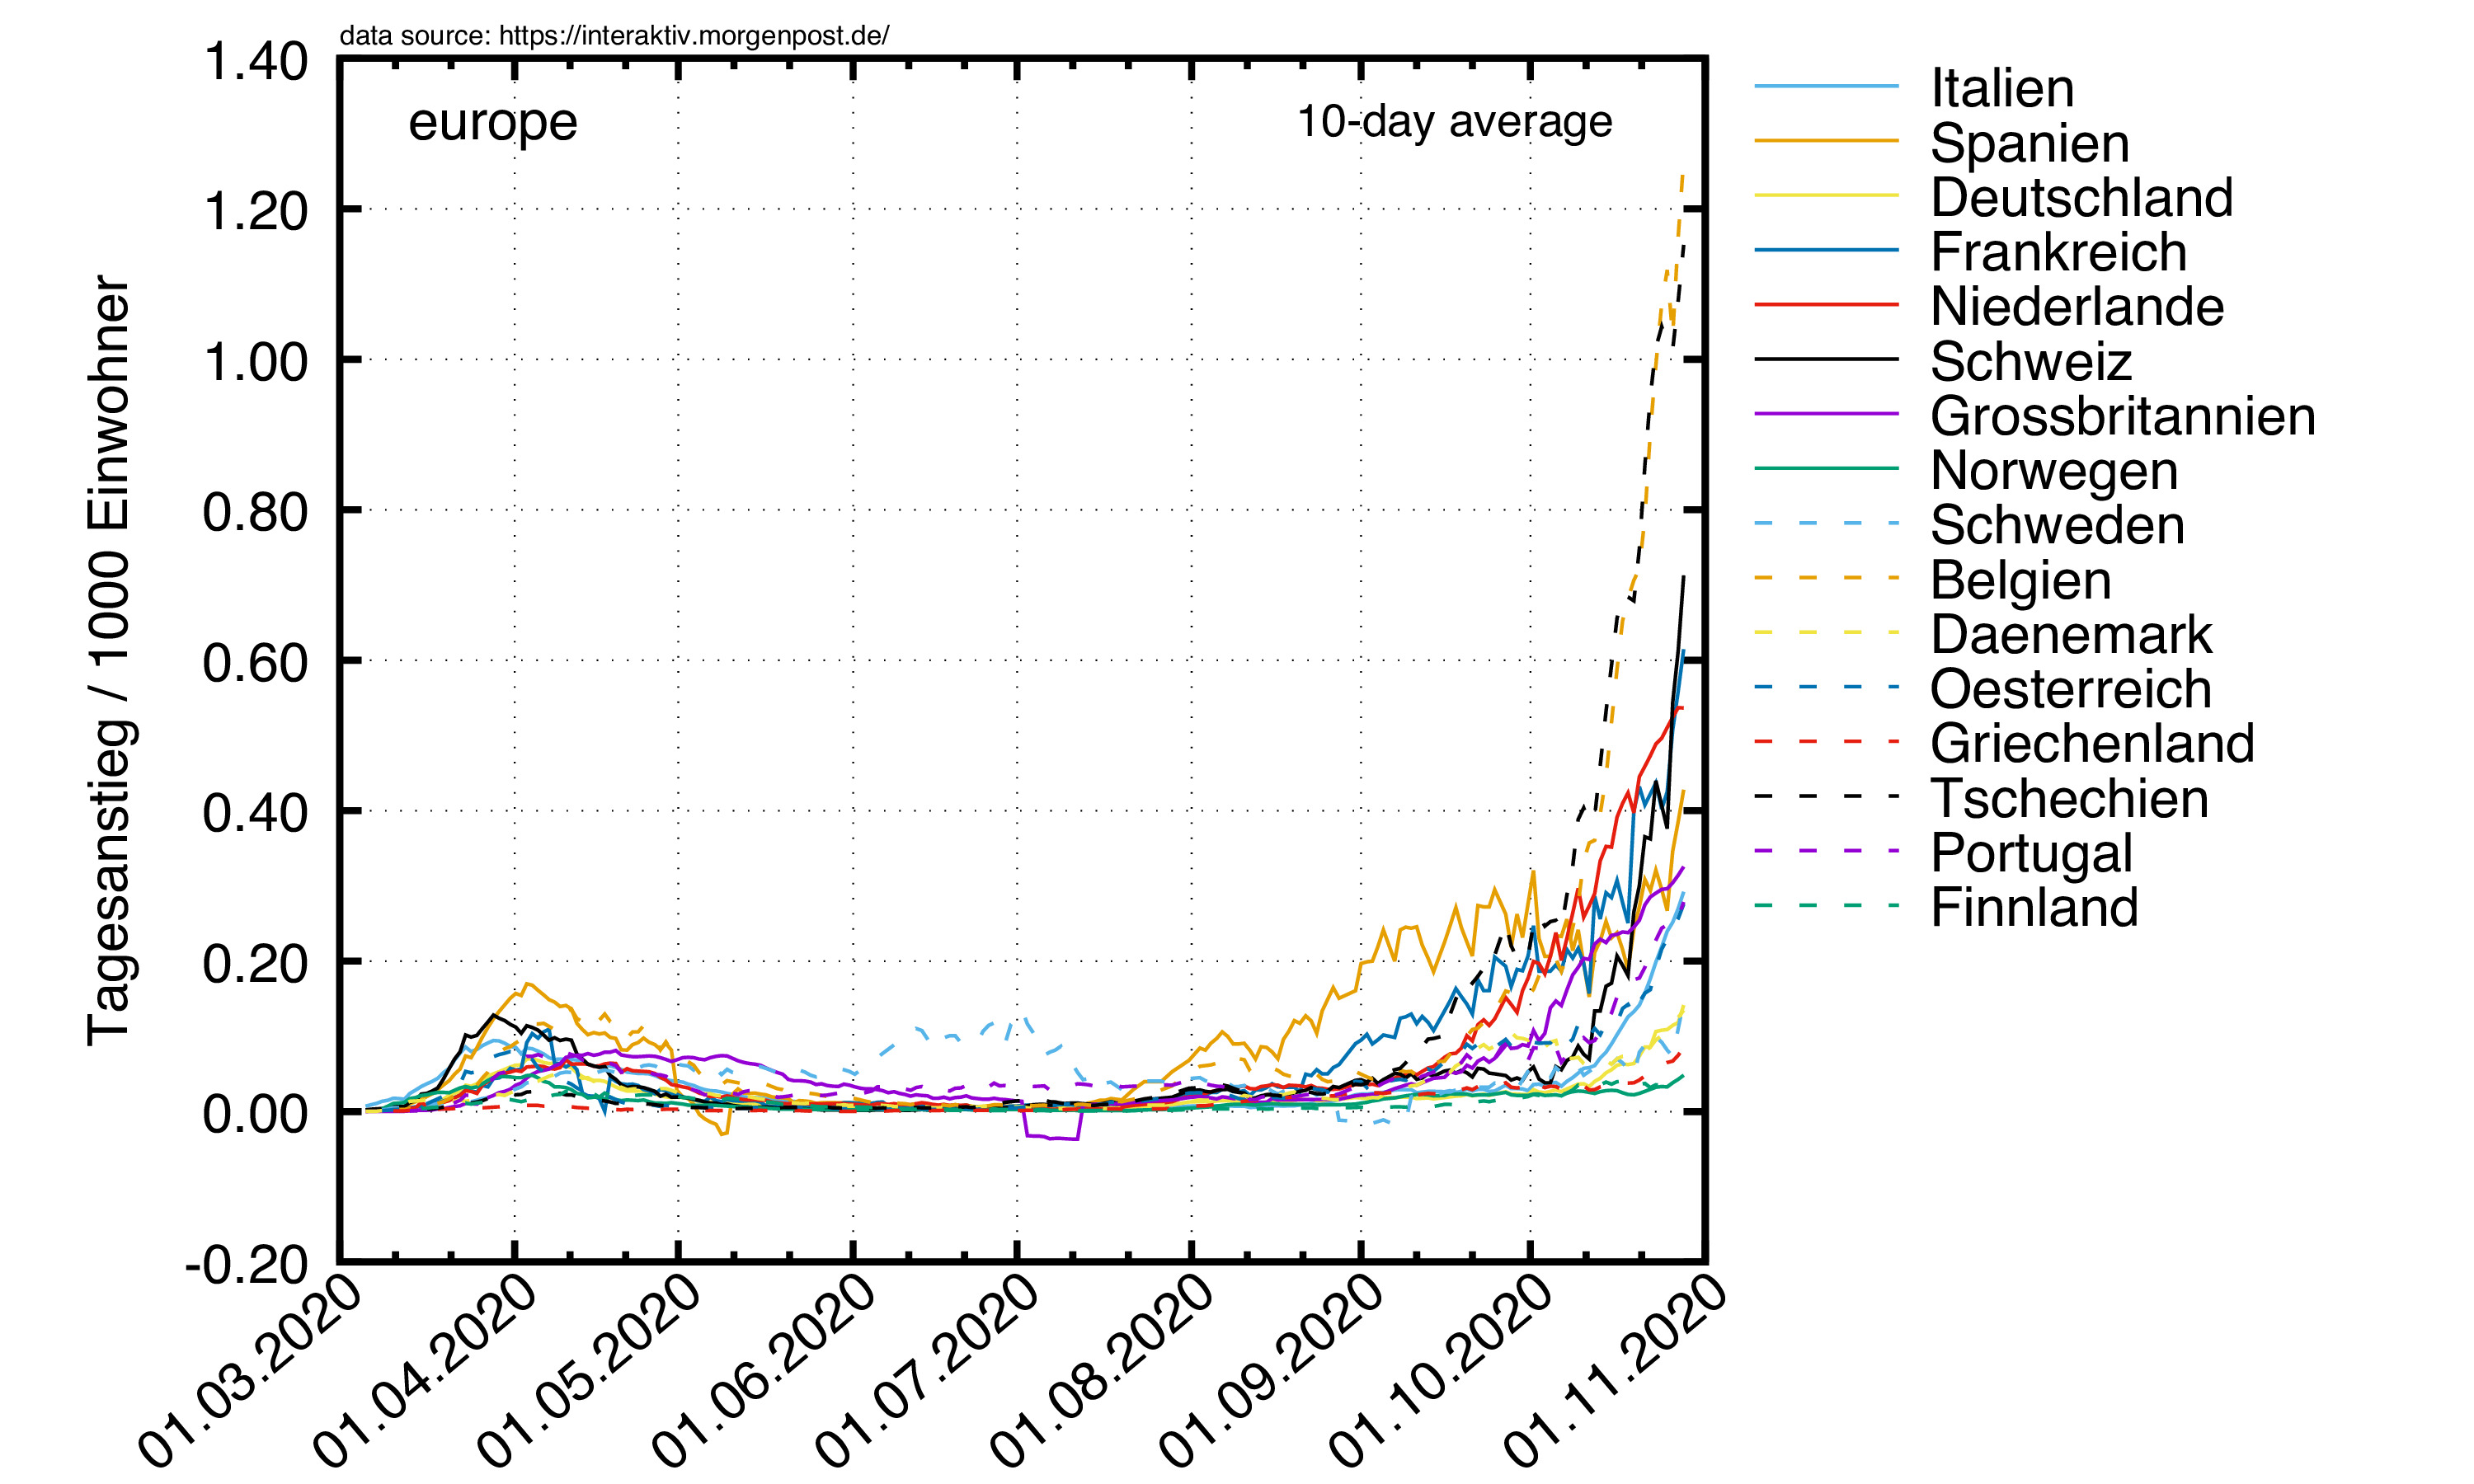 data source: https://interaktiv.morgenpost.de/
europe
10-day average
Tagesanstieg / 1000 Einwohner
1.40
1.20
1.00
0.80
0.60
0.40
0.20
0.00
-0.20
01.03.2020
01.04.2020
01.05.2020
01.06.2020
01.07.2020
01.08.2020
01.09.2020
01.10.2020
01.11.2020
Italien
Spanien
Deutschland
Frankreich
Niederlande
Schweiz
Grossbritannien
Norwegen
Schweden
Belgien
Daenemark
Oesterreich
Griechenland
Tschechien
Portugal
Finnland